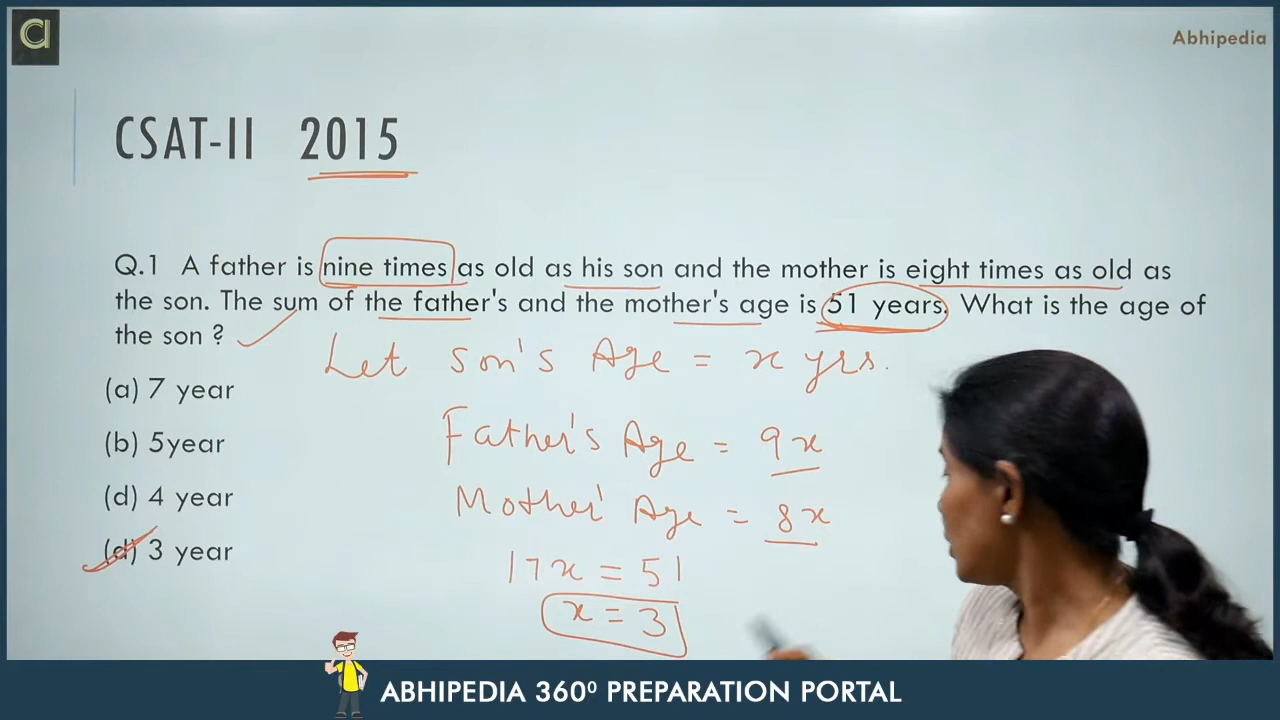 Abhipedia
CSAT-II 2015
Q.1 A father is nine times as old as his son and the mother is eight times as old as
the son. The sum of the father's and the mother's age is 51 years. What is the age of
the son ?
Let Son's Age = x yrs.
(a) 7 year
Father's Age = 9x
(b) 5year
(d) 4 year
Mother' Age = 8x
(d) 3 year
17x = 51
x = 3
ABHIPEDIA 360⁰ PREPARATION PORTAL